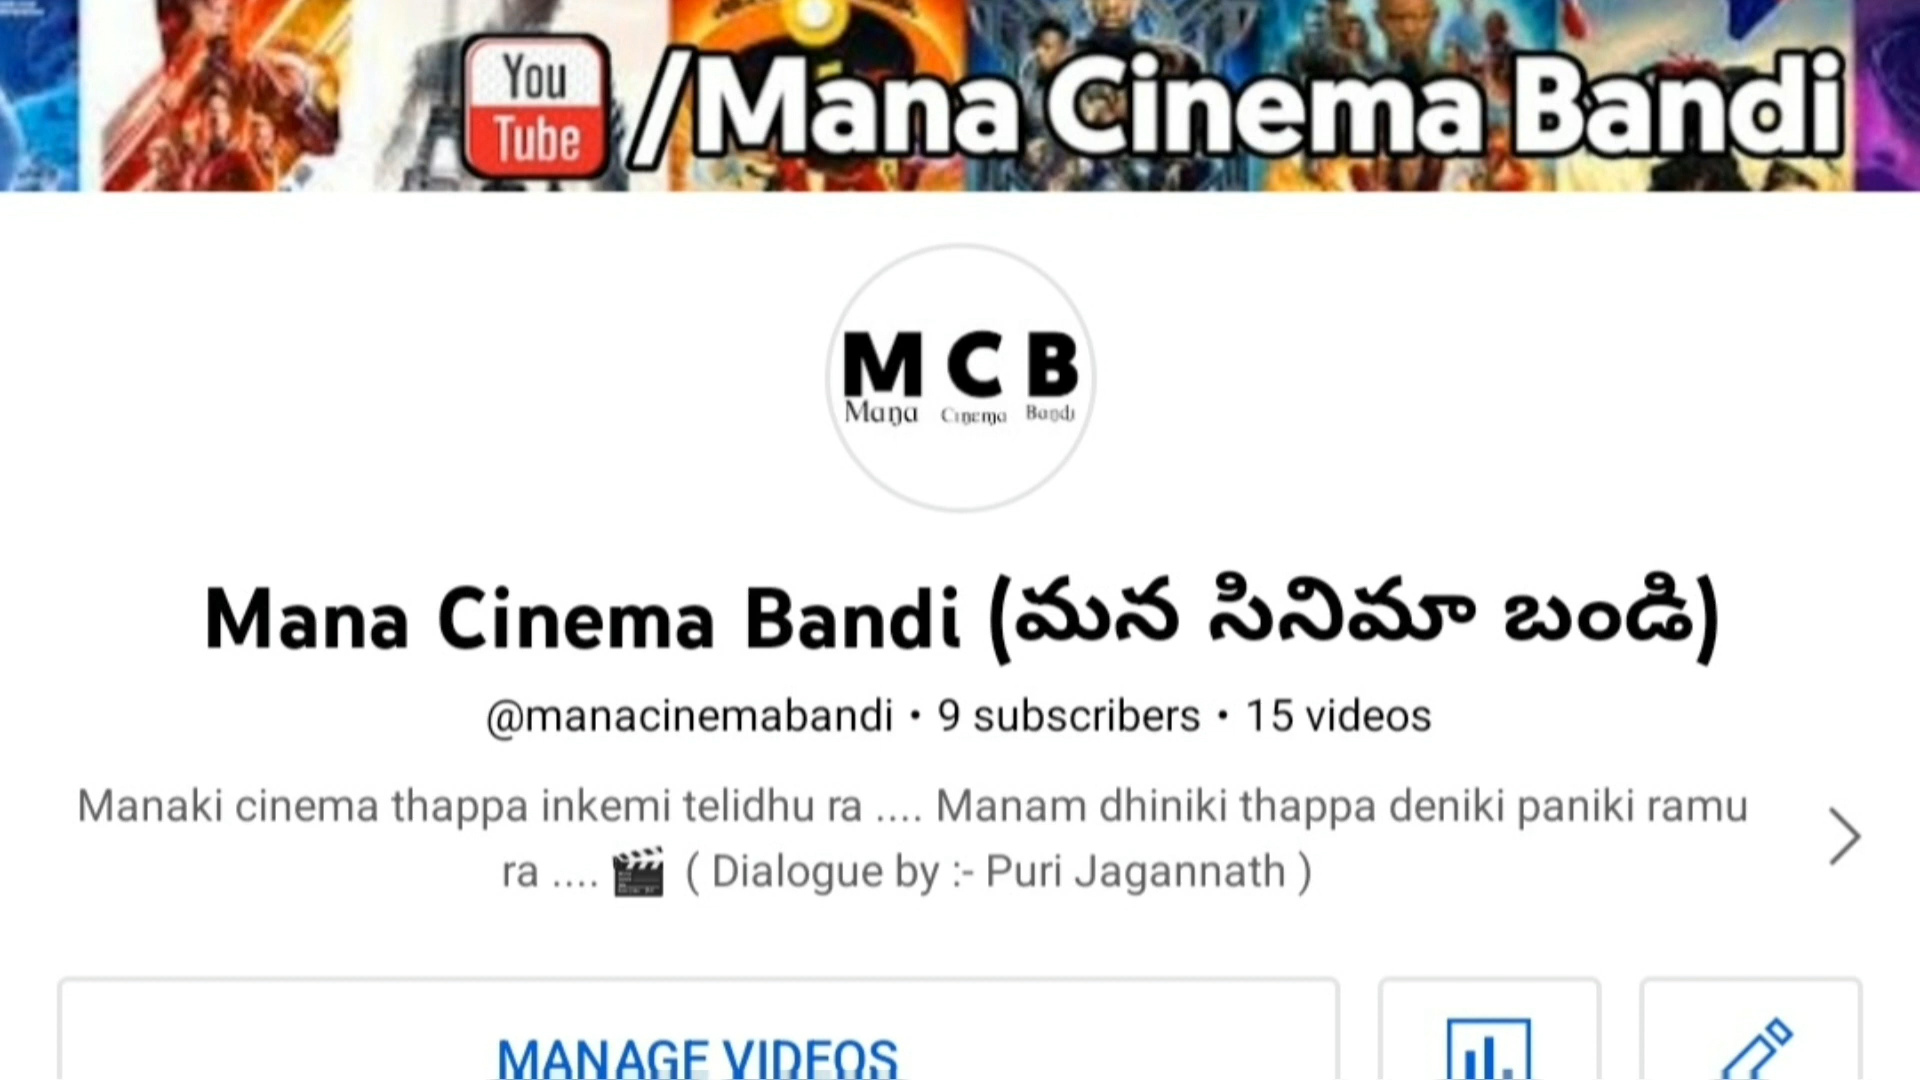 You
Tube
/Mana Cinema Bandi
M C B
Mana Cinema Bandi
Mana Cinema Bandi (మన సినిమా బండి)
@manacinemabandi • 9 subscribers • 15 videos
Manaki cinema thappa inkemi telidhu ra .... Manam dhiniki thappa deniki paniki ramu
ra .... 🎬 ( Dialogue by :- Puri Jagannath )
MANAGE VIDEOS